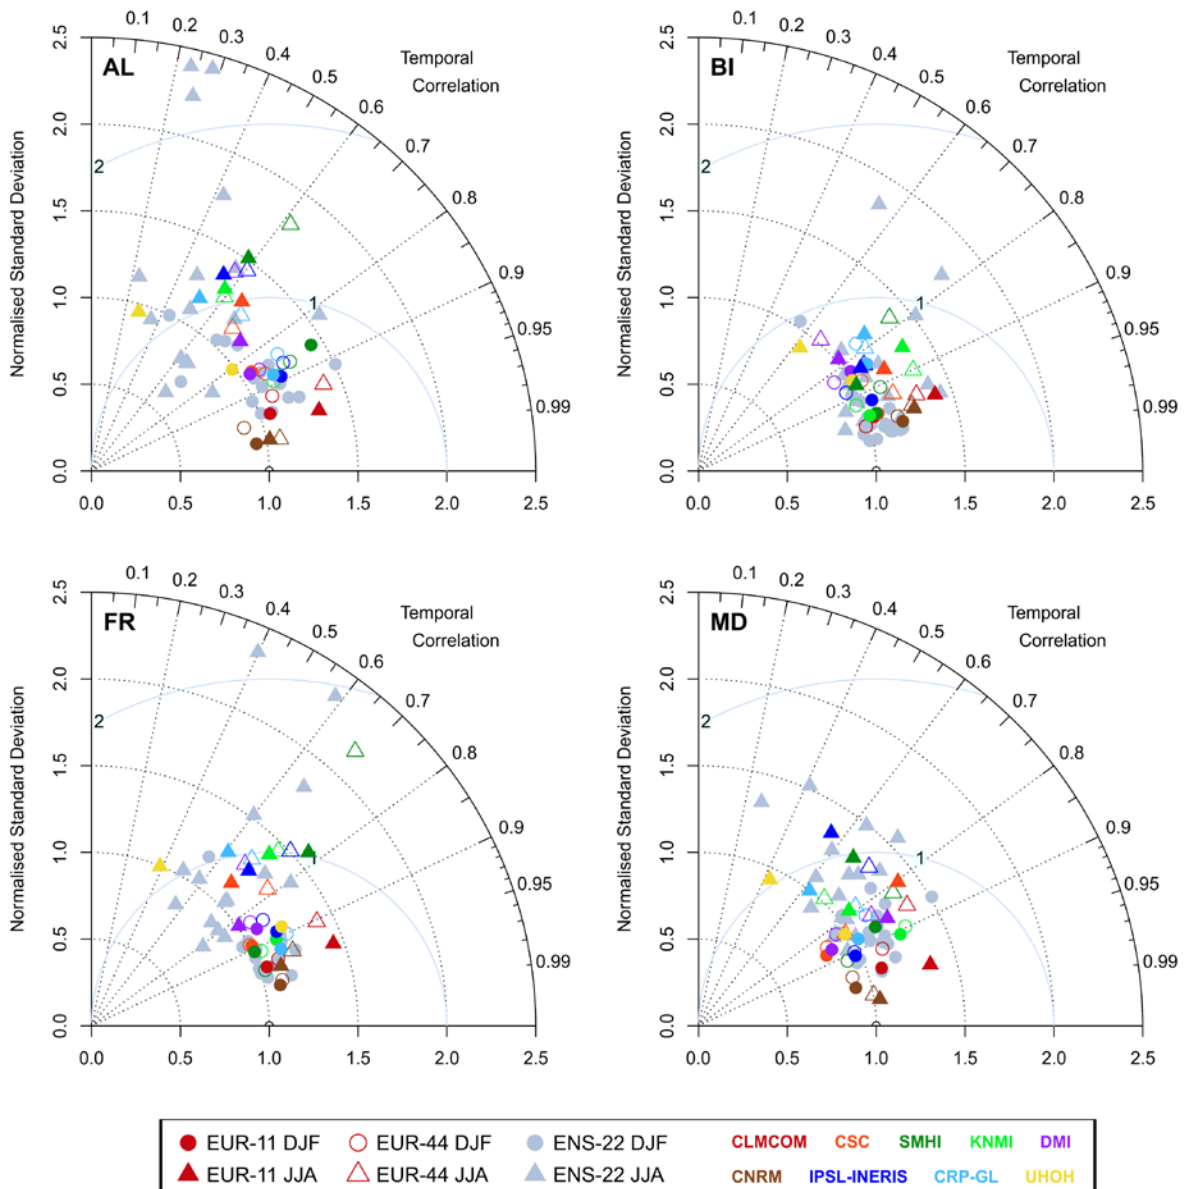 0.1 0.2 0.3 0.4 0.5 0.6 0.7 0.8 0.9 0.95 0.99
AL
Temporal
Correlation
Normalised Standard Deviation
2.5 2.0 1.5 1.0 0.5 0.0
2
1
0.0 0.5 1.0 1.5 2.0 2.5
0.1 0.2 0.3 0.4 0.5 0.6 0.7 0.8 0.9 0.95 0.99
BI
Temporal
Correlation
Normalised Standard Deviation
2.5 2.0 1.5 1.0 0.5 0.0
2
1
0.0 0.5 1.0 1.5 2.0 2.5
0.1 0.2 0.3 0.4 0.5 0.6 0.7 0.8 0.9 0.95 0.99
FR
Temporal
Correlation
Normalised Standard Deviation
2.5 2.0 1.5 1.0 0.5 0.0
2
1
0.0 0.5 1.0 1.5 2.0 2.5
0.1 0.2 0.3 0.4 0.5 0.6 0.7 0.8 0.9 0.95 0.99
MD
Temporal
Correlation
Normalised Standard Deviation
2.5 2.0 1.5 1.0 0.5 0.0
2
1
0.0 0.5 1.0 1.5 2.0 2.5
EUR-11 DJF EUR-44 DJF ENS-22 DJF CLMCOM CSC SMHI KNMI DMI
EUR-11 JJA EUR-44 JJA ENS-22 JJA CNRM IPSL-INERIS CRP-GL UHOH